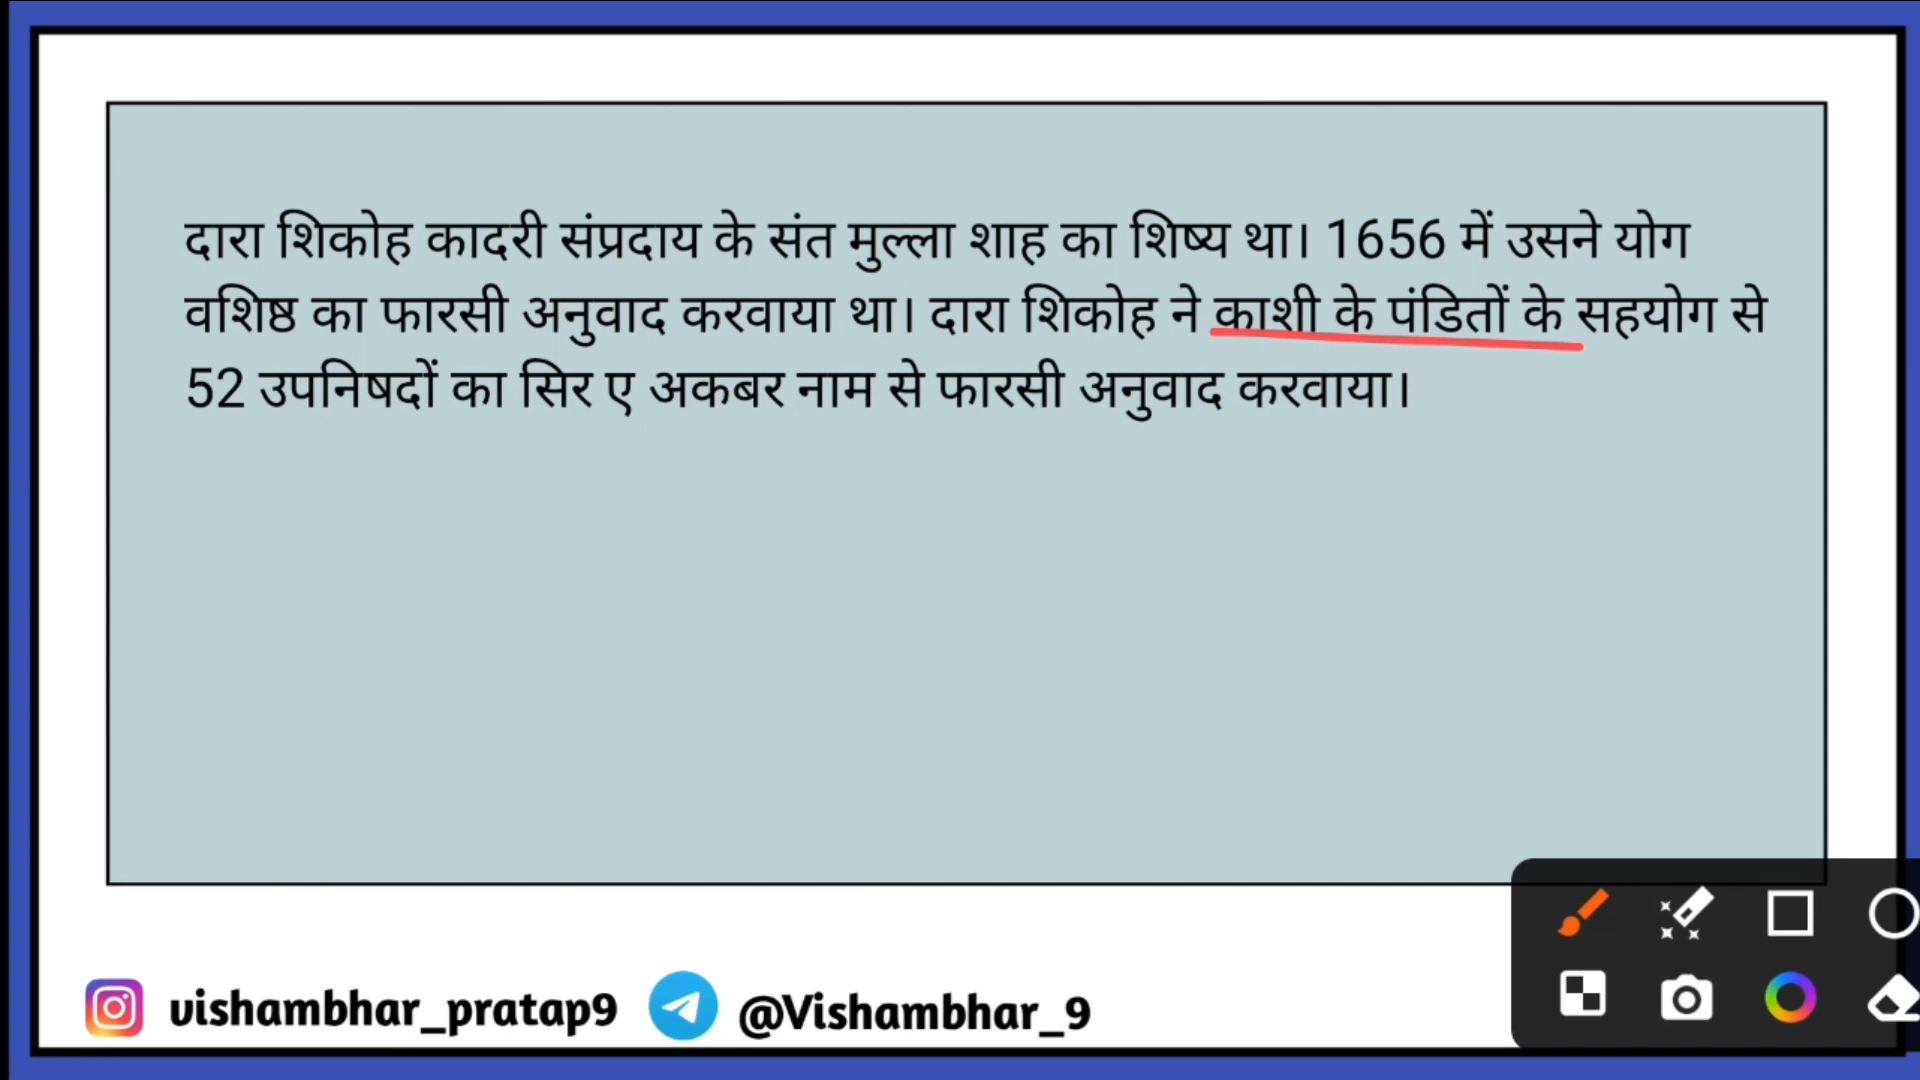 दारा शिकोह कादरी संप्रदाय के संत मुल्ला शाह का शिष्य था। 1656 में उसने योग
वशिष्ठ का फारसी अनुवाद करवाया था। दारा शिकोह ने काशी के पंडितों के सहयोग से
52 उपनिषदों का सिर ए अकबर नाम से फारसी अनुवाद करवाया।
vishambhar_pratap9 @Vishambhar_9